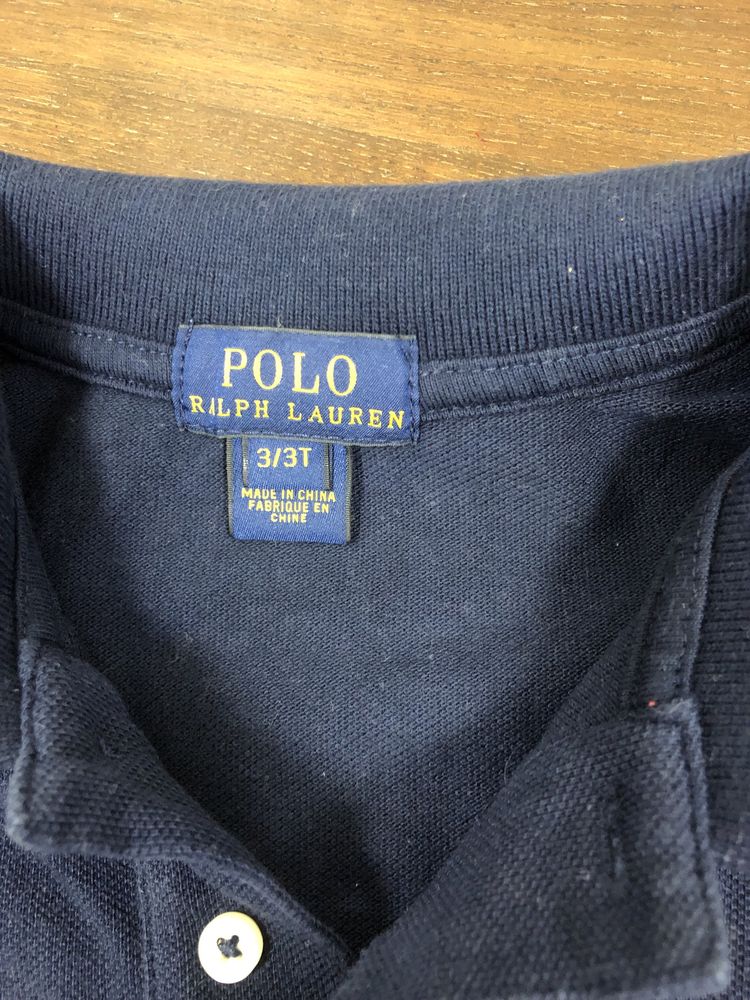 POLO
RALPH LAUREN
3/3T
MADE IN CHINA
FABRIQUE EN
CHINE